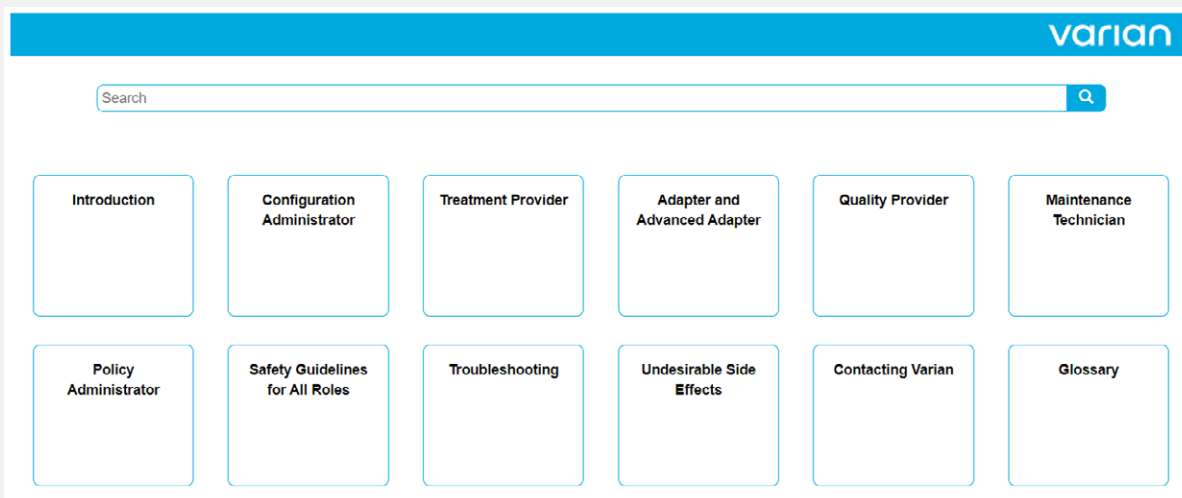 varian
Search
Introduction
Configuration
Administrator
Treatment Provider
Adapter and
Advanced Adapter
Quality Provider
Maintenance
Technician
Policy
Administrator
Safety Guidelines
for All Roles
Troubleshooting
Undesirable Side
Effects
Contacting Varian
Glossary